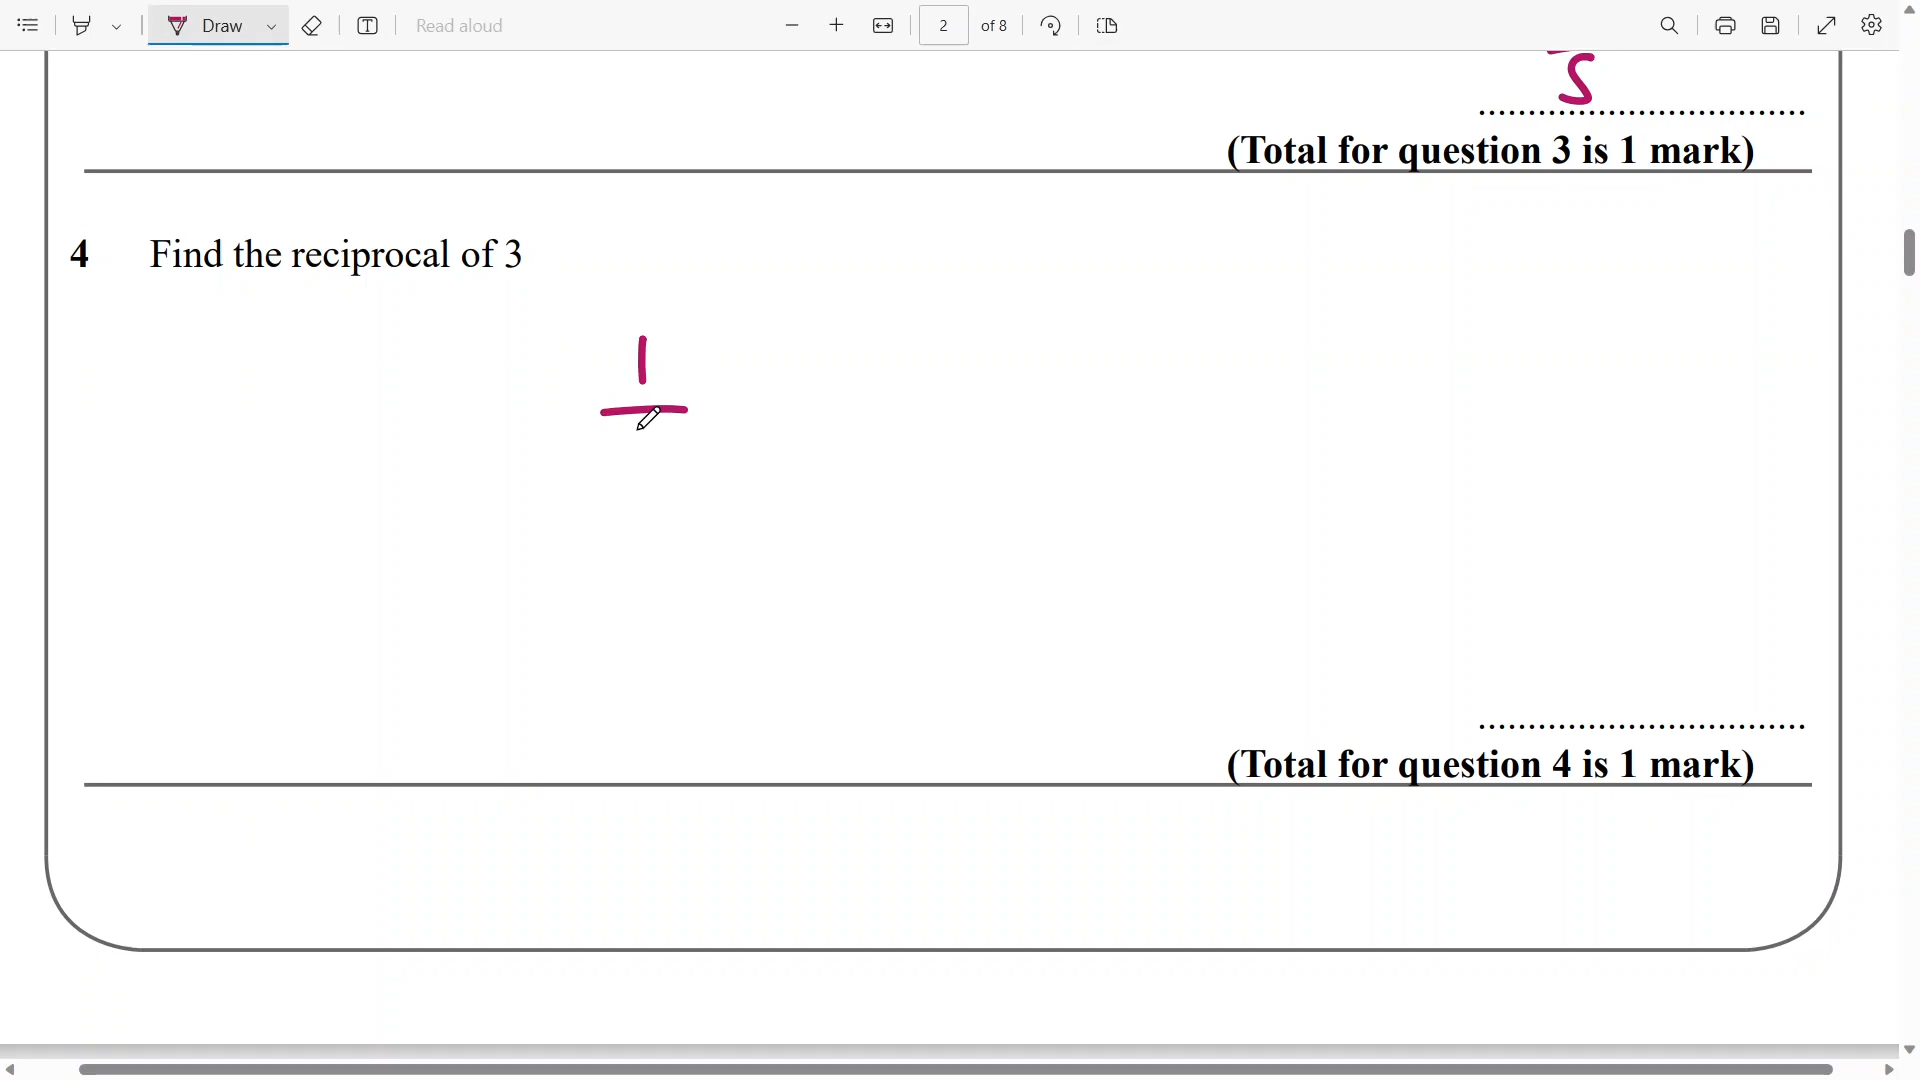 Draw
Read aloud
2 of 8
5
(Total for question 3 is 1 mark)
4 Find the reciprocal of 3
1
(Total for question 4 is 1 mark)